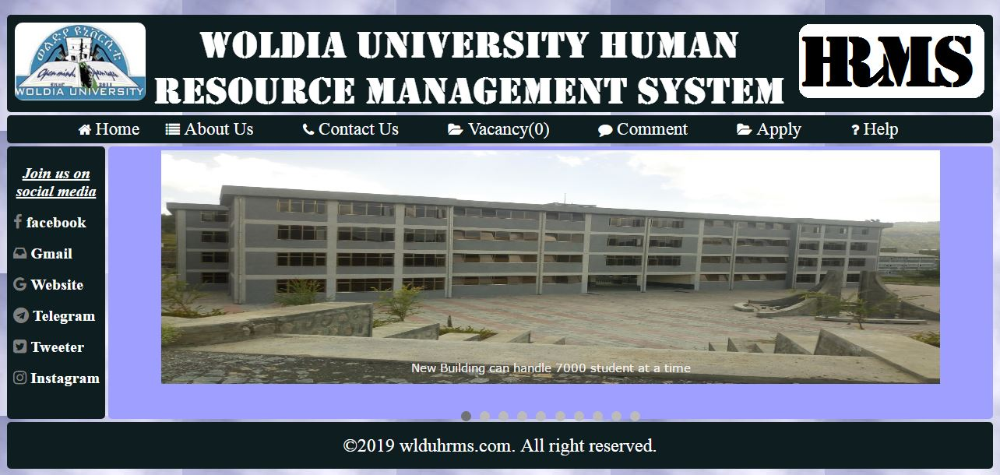 ወልድያ ዩኒቨርሲቲ
Open mind
2011
WOLDIA UNIVERSITY
WOLDIA UNIVERSITY HUMAN
RESOURCE MANAGEMENT SYSTEM
HRMS
Home About Us Contact Us Vacancy(0) Comment Apply ? Help
Join us on
social media
facebook
Gmail
Website
Telegram
Tweeter
Instagram
New Building can handle 7000 student at a time
©2019 wlduhrms.com. All right reserved.